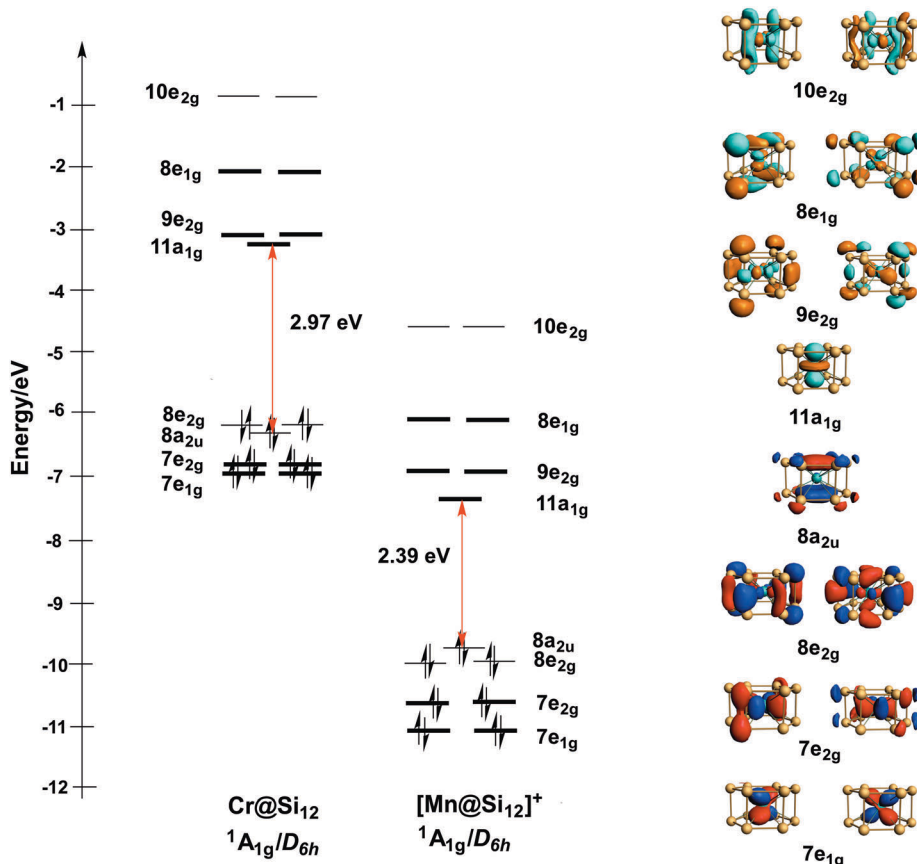 Energy/eV
-1
-2
-3
-4
-5
-6
-7
-8
-9
-10
-11
-12
10e2g
8e1g
9e2g
11a1g
2.97 eV
8e2g
8a2u
7e2g
7e1g
Cr@Si12
1A1g/D6h
10e2g
8e1g
9e2g
11a1g
2.39 eV
8a2u
8e2g
7e2g
7e1g
[Mn@Si12]+
1A1g/D6h
10e2g
8e1g
9e2g
11a1g
8a2u
8e2g
7e2g
7e1g